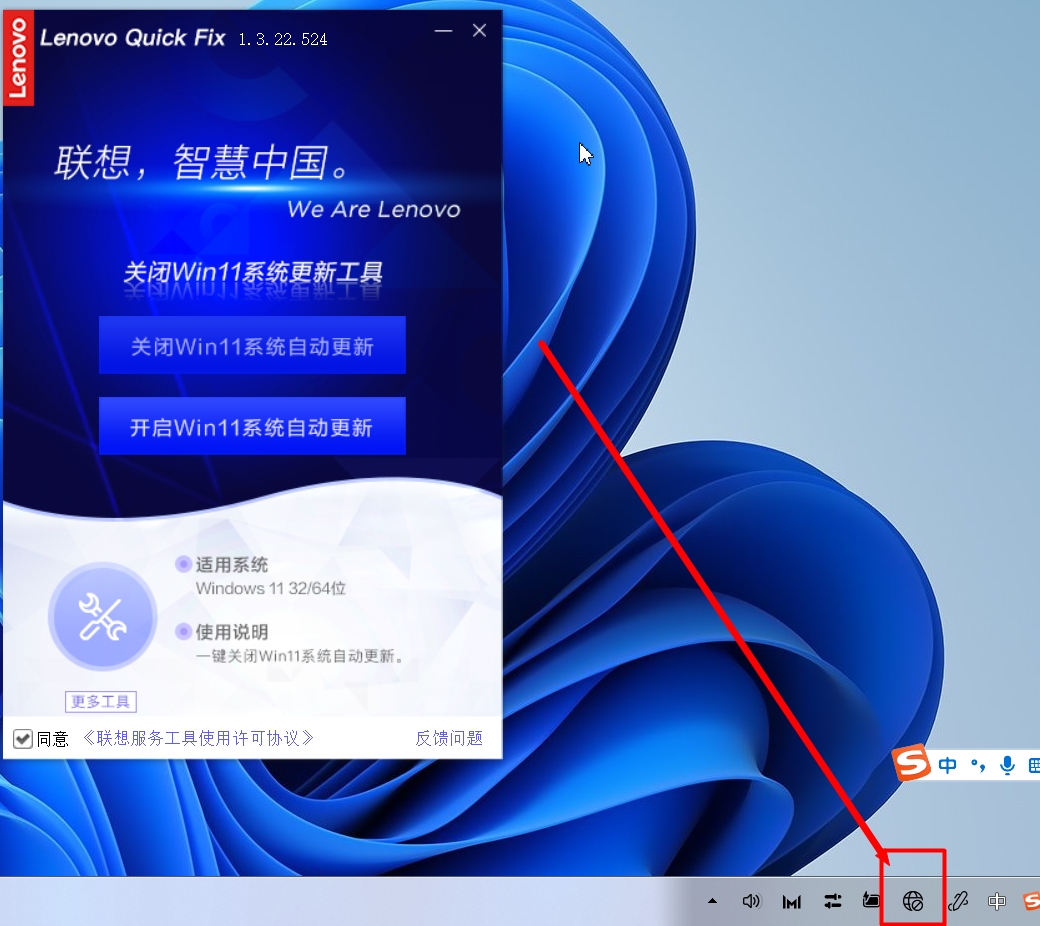 Lenovo
Lenovo Quick Fix 1.3.22.524
联想，智慧中国。
We Are Lenovo
关闭Win11系统更新工具
关闭Win11系统自动更新
开启Win11系统自动更新
适用系统
Windows 11 32/64位
使用说明
一键关闭Win11系统自动更新。
更多工具
同意 《联想服务工具使用许可协议》 反馈问题
S 中 °,
中 S